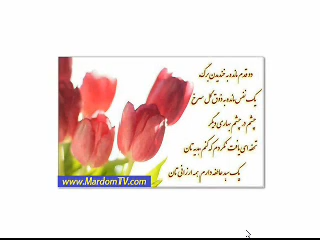 دو قدم مانده به خندیدن برگ،
یک نفس مانده به ذوق گل سرخ
چشم در چشم بهاری دیگر
تحفه‌ای یافت نکردم که کنم هدیه‌تان
یک سبد عاطفه دارم همه ارزانی‌تان
www.MardomTV.com